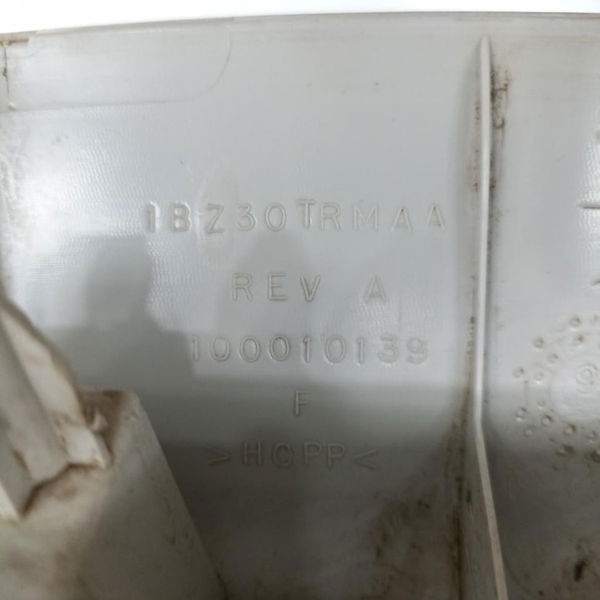 1BZ30TRMAA
REV A
100010139
F
>HCPP<